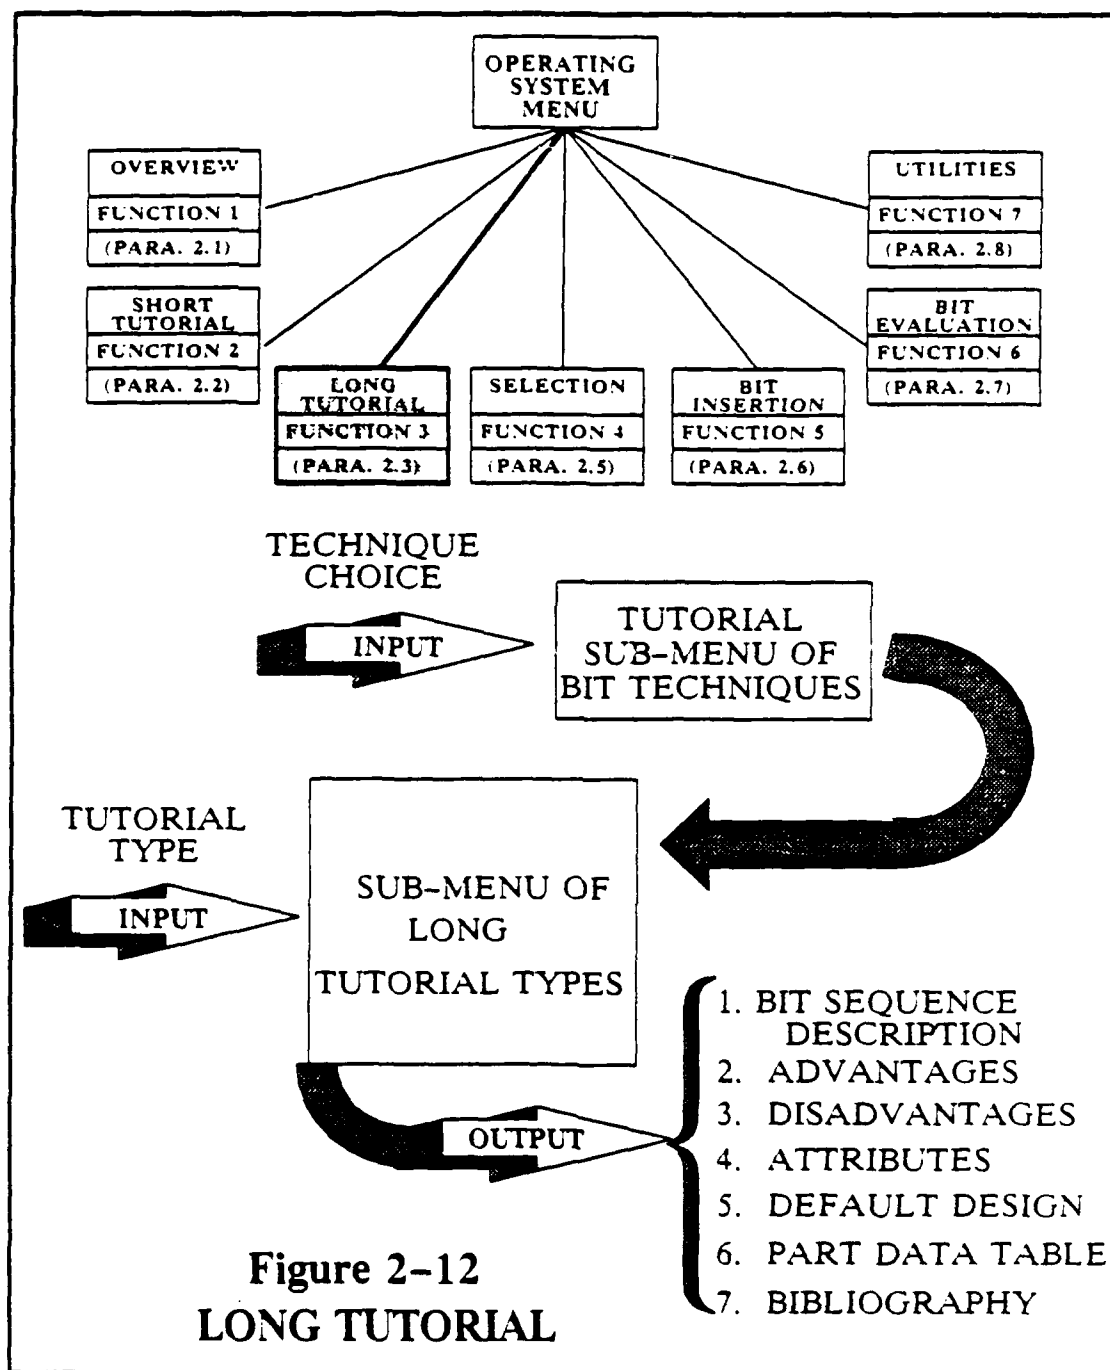 OPERATING
SYSTEM
MENU
OVERVIEW
FUNCTION 1
(PARA. 2.1)
UTILITIES
FUNCTION 7
(PARA. 2.8)
SHORT
TUTORIAL
FUNCTION 2
(PARA. 2.2)
BIT
EVALUATION
FUNCTION 6
(PARA. 2.7)
LONG
TUTORIAL
FUNCTION 3
(PARA. 2.3)
SELECTION
FUNCTION 4
(PARA. 2.5)
BIT
INSERTION
FUNCTION 5
(PARA. 2.6)
TECHNIQUE
CHOICE
INPUT
TUTORIAL
SUB-MENU OF
BIT TECHNIQUES
TUTORIAL
TYPE
INPUT
SUB-MENU OF
LONG
TUTORIAL TYPES
OUTPUT
1. BIT SEQUENCE
DESCRIPTION
2. ADVANTAGES
3. DISADVANTAGES
4. ATTRIBUTES
5. DEFAULT DESIGN
6. PART DATA TABLE
7. BIBLIOGRAPHY
Figure 2-12
LONG TUTORIAL